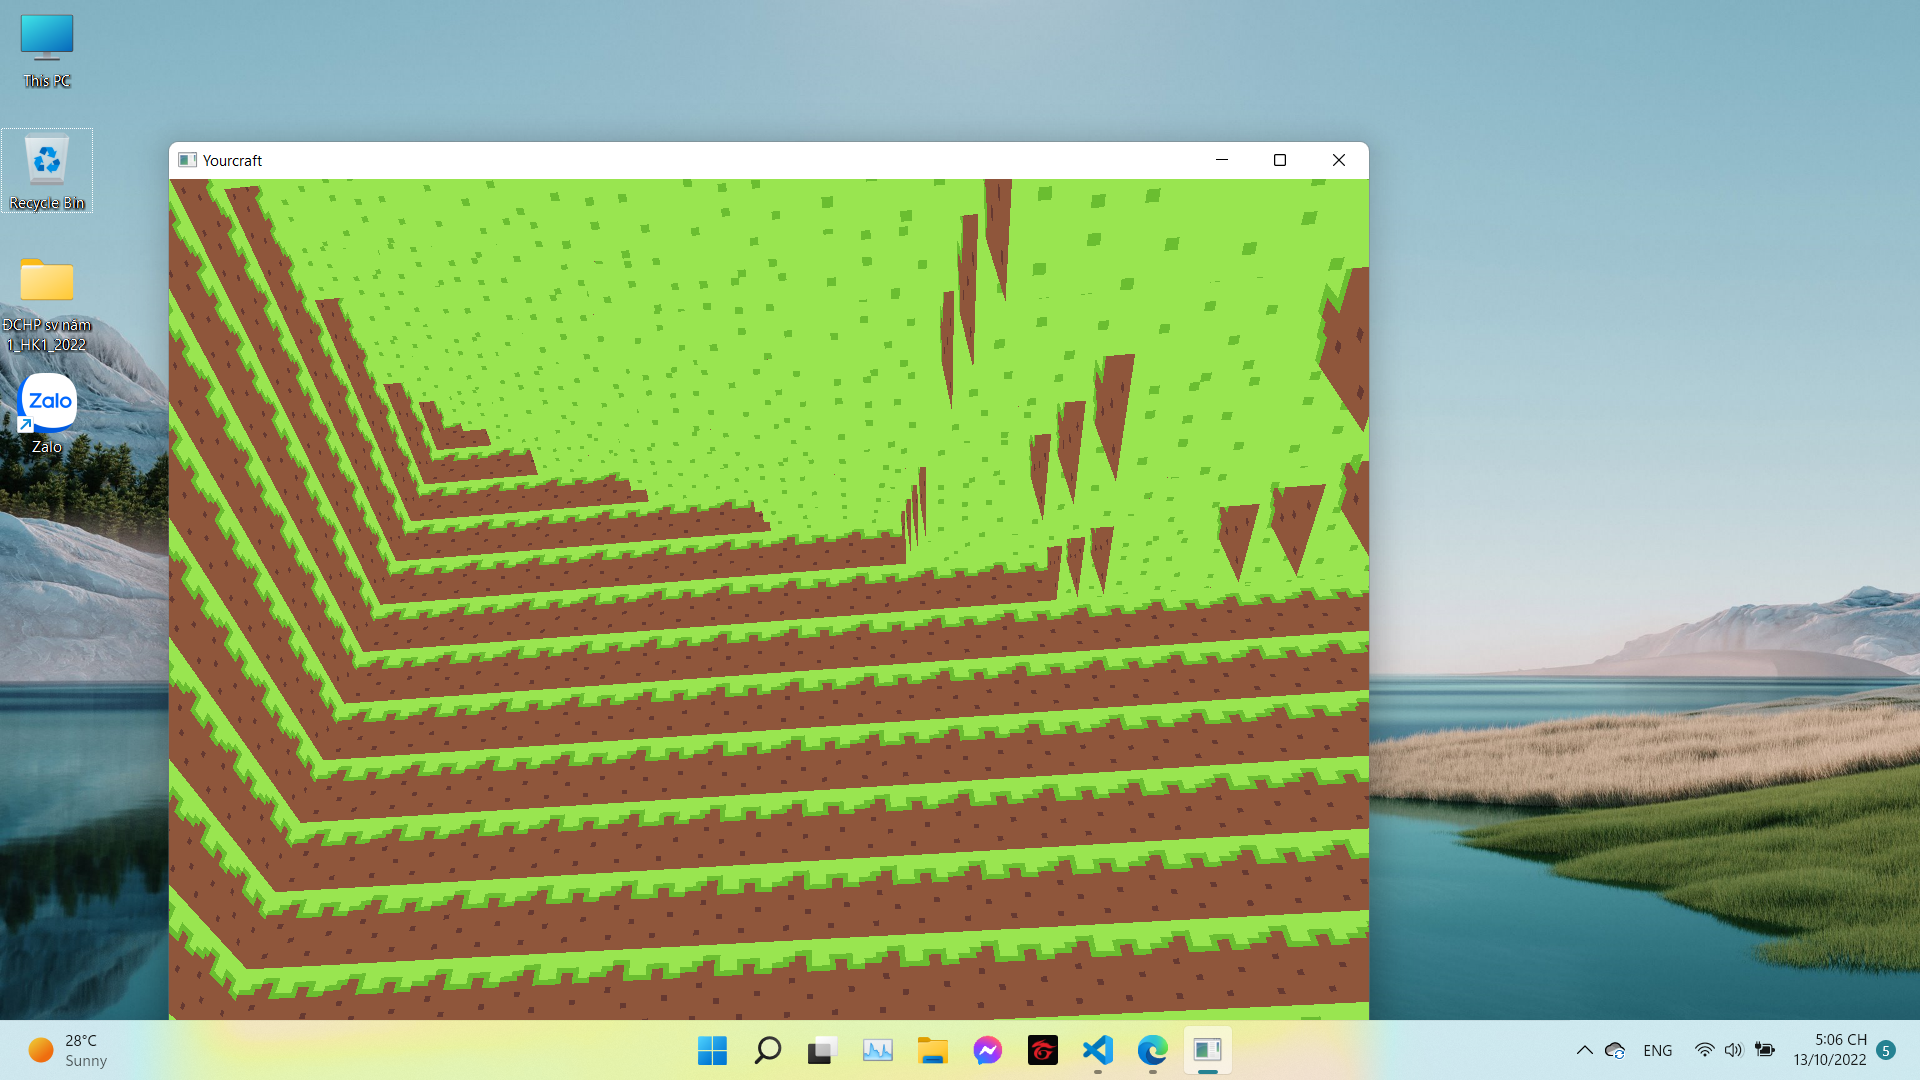 This PC
Recycle Bin
ĐCHP sv năm
1_HK1_2022
Zalo
Zalo
Yourcraft
28°C
Sunny
ENG
5:06 CH
13/10/2022
5